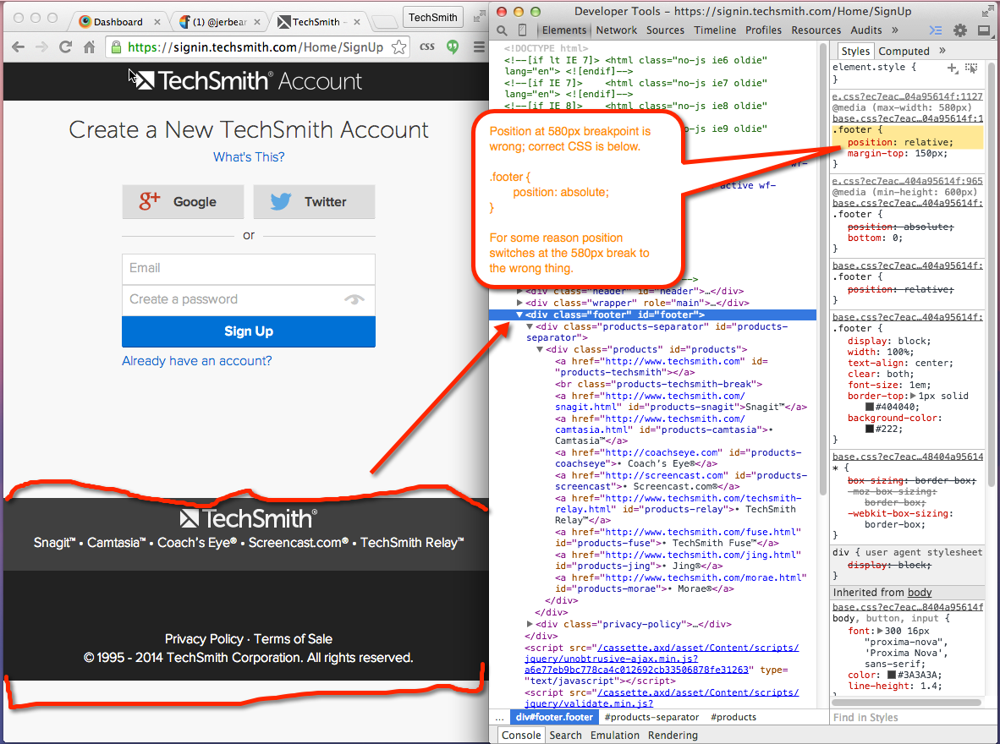 Dashboard
(1) @jerbear
TechSmith –
TechSmith
https://signin.techsmith.com/Home/SignUp
css
TechSmith® Account
Create a New TechSmith Account
What's This?
Google
Twitter
or
Email
Create a password
Sign Up
Already have an account?
TechSmith®
Snagit™ • Camtasia™ • Coach's Eye® • Screencast.com® • TechSmith Relay™
Privacy Policy · Terms of Sale
© 1995 - 2014 TechSmith Corporation. All rights reserved.
Developer Tools - https://signin.techsmith.com/Home/SignUp
Elements Network Sources Timeline Profiles Resources Audits »
<!DOCTYPE html>
<!--[if lt IE 7]> <html class="no-js ie6 oldie"
lang="en"> <![endif]-->
<!--[if IE 7]> <html class="no-js ie7 oldie"
lang="en"> <![endif]-->
<!--[if IE 8]> <html class="no-js ie8 oldie"
no-js ie9 oldie"
wf-
active wf-
Position at 580px breakpoint is
wrong; correct CSS is below.
.footer {
position: absolute;
}
For some reason position
switches at the 580px break to
the wrong thing.
-->
<div class="header" id="header">…</div>
<div class="wrapper" role="main">…</div>
<div class="footer" id="footer">
<div class="products-separator" id="products-
separator">
<div class="products" id="products">
<a href="http://www.techsmith.com" id=
"products-techsmith"></a>
<br class="products-techsmith-break">
<a href="http://www.techsmith.com/
snagit.html" id="products-snagit">Snagit™</a>
<a href="http://www.techsmith.com/
camtasia.html" id="products-camtasia">•
Camtasia™</a>
<a href="http://coachseye.com" id="products-
coachseye">• Coach's Eye®</a>
<a href="http://screencast.com" id="products-
screencast">• Screencast.com®</a>
<a href="http://www.techsmith.com/techsmith-
relay.html" id="products-relay">• TechSmith
Relay™</a>
<a href="http://www.techsmith.com/fuse.html"
id="products-fuse">• TechSmith Fuse™</a>
<a href="http://www.techsmith.com/jing.html"
id="products-jing">• Jing®</a>
<a href="http://www.techsmith.com/morae.html"
id="products-morae">• Morae®</a>
</div>
</div>
<div class="privacy-policy">…</div>
</div>
<script src="/cassette.axd/asset/Content/scripts/
jquery/unobtrusive-ajax.min.js?
a6e77eb9bc778ca4c012692cb33506878fe31263" type=
"text/javascript"></script>
<script src="/cassette.axd/asset/Content/scripts/
jquery/validate.min.js?
... div#footer.footer #products-separator #products
Console Search Emulation Rendering
Styles Computed »
element.style {
}
e.css?ec7eac…04a95614f:1127
@media (max-width: 580px)
base.css?ec7eac…04a95614f:1
.footer {
position: relative;
margin-top: 150px;
}
e.css?ec7eac…404a95614f:965
@media (min-height: 600px)
base.css?ec7eac…404a95614f:
.footer {
position: absolute;
bottom: 0;
}
base.css?ec7eac…404a95614f:
.footer {
position: relative;
}
base.css?ec7eac…404a95614f:
.footer {
display: block;
width: 100%;
text-align: center;
clear: both;
font-size: 1em;
border-top: 1px solid
#404040;
background-color:
#222;
}
base.css?ec7eac…48404a95614
* {
box-sizing: border-box;
-moz-box-sizing:
border-box;
-webkit-box-sizing:
border-box;
}
div { user agent stylesheet
display: block;
}
Inherited from body
base.css?ec7eac…8404a95614f
body, button, input {
font: 300 16px
"proxima-nova",
'Proxima Nova',
sans-serif;
color: #3A3A3A;
line-height: 1.4;
Find in Styles